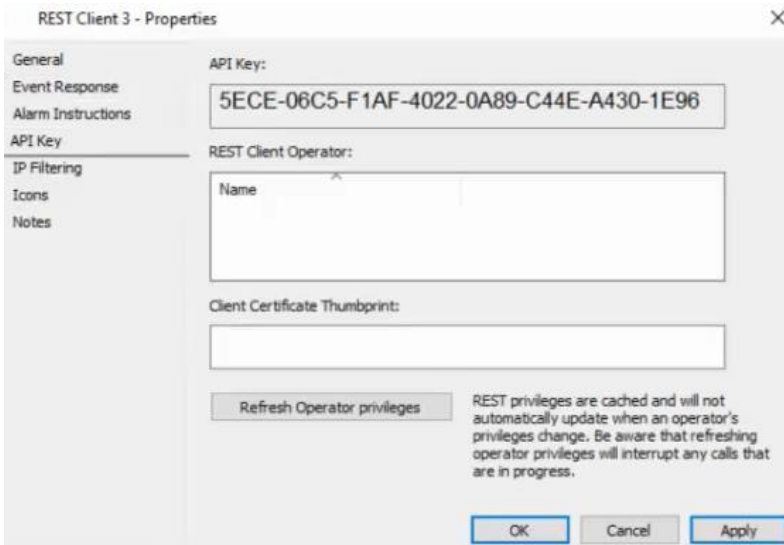 REST Client 3 - Properties
General
Event Response
Alarm Instructions
API Key
IP Filtering
Icons
Notes
API Key:
5ECE-06C5-F1AF-4022-0A89-C44E-A430-1E96
REST Client Operator:
Name
Client Certificate Thumbprint:
Refresh Operator privileges
REST privileges are cached and will not
automatically update when an operator's
privileges change. Be aware that refreshing
operator privileges will interrupt any calls that
are in progress.
OK
Cancel
Apply